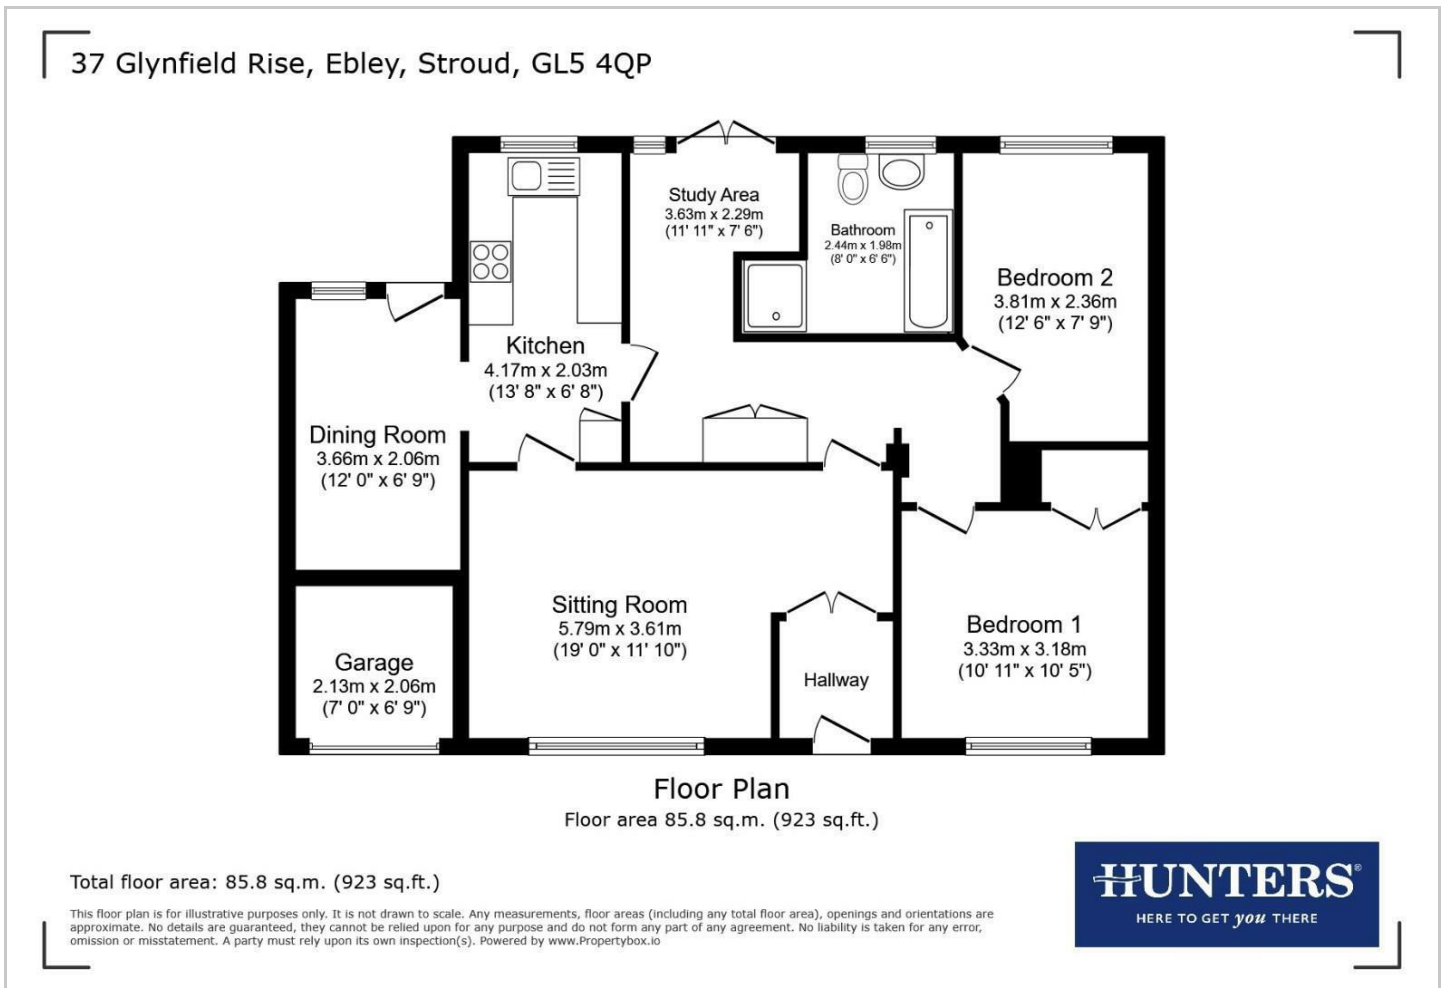 37 Glynfield Rise, Ebley, Stroud, GL5 4QP
Study Area
3.63m x 2.29m
(11' 11" x 7' 6")
Bathroom
2.44m x 1.98m
(8' 0" x 6' 6")
Bedroom 2
3.81m x 2.36m
(12' 6" x 7' 9")
Kitchen
4.17m x 2.03m
(13' 8" x 6' 8")
Dining Room
3.66m x 2.06m
(12' 0" x 6' 9")
Sitting Room
5.79m x 3.61m
(19' 0" x 11' 10")
Bedroom 1
3.33m x 3.18m
(10' 11" x 10' 5")
Garage
2.13m x 2.06m
(7' 0" x 6' 9")
Hallway
Floor Plan
Floor area 85.8 sq.m. (923 sq.ft.)
Total floor area: 85.8 sq.m. (923 sq.ft.)
This floor plan is for illustrative purposes only. It is not drawn to scale. Any measurements, floor areas (including any total floor area), openings and orientations are
approximate. No details are guaranteed, they cannot be relied upon for any purpose and do not form any part of any agreement. No liability is taken for any error,
omission or misstatement. A party must rely upon its own inspection(s). Powered by www.Propertybox.io
HUNTERS®
HERE TO GET you THERE